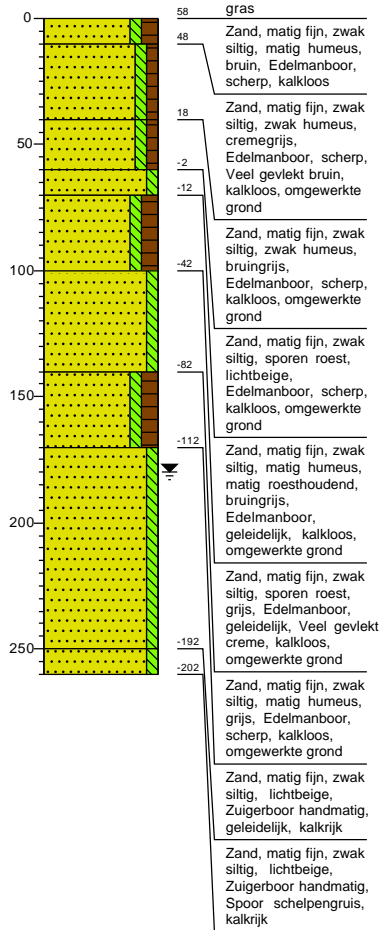 0
50
100
150
200
250
58
48
18
-2
-12
-42
-82
-112
-192
-202
gras
Zand, matig fijn, zwak
siltig, matig humeus,
bruin, Edelmanboor,
scherp, kalkloos
Zand, matig fijn, zwak
siltig, zwak humeus,
cremegrijs,
Edelmanboor, scherp,
Veel gevlekt bruin,
kalkloos, omgewerkte
grond
Zand, matig fijn, zwak
siltig, zwak humeus,
bruingrijs,
Edelmanboor, scherp,
kalkloos, omgewerkte
grond
Zand, matig fijn, zwak
siltig, sporen roest,
lichtbeige,
Edelmanboor, scherp,
kalkloos, omgewerkte
grond
Zand, matig fijn, zwak
siltig, matig humeus,
matig roesthoudend,
bruingrijs,
Edelmanboor,
geleidelijk, kalkloos,
omgewerkte grond
Zand, matig fijn, zwak
siltig, sporen roest,
grijs, Edelmanboor,
geleidelijk, Veel gevlekt
creme, kalkloos,
omgewerkte grond
Zand, matig fijn, zwak
siltig, matig humeus,
grijs, Edelmanboor,
scherp, kalkloos,
omgewerkte grond
Zand, matig fijn, zwak
siltig, lichtbeige,
Zuigerboor handmatig,
geleidelijk, kalkrijk
Zand, matig fijn, zwak
siltig, lichtbeige,
Zuigerboor handmatig,
Spoor schelpengruis,
kalkrijk